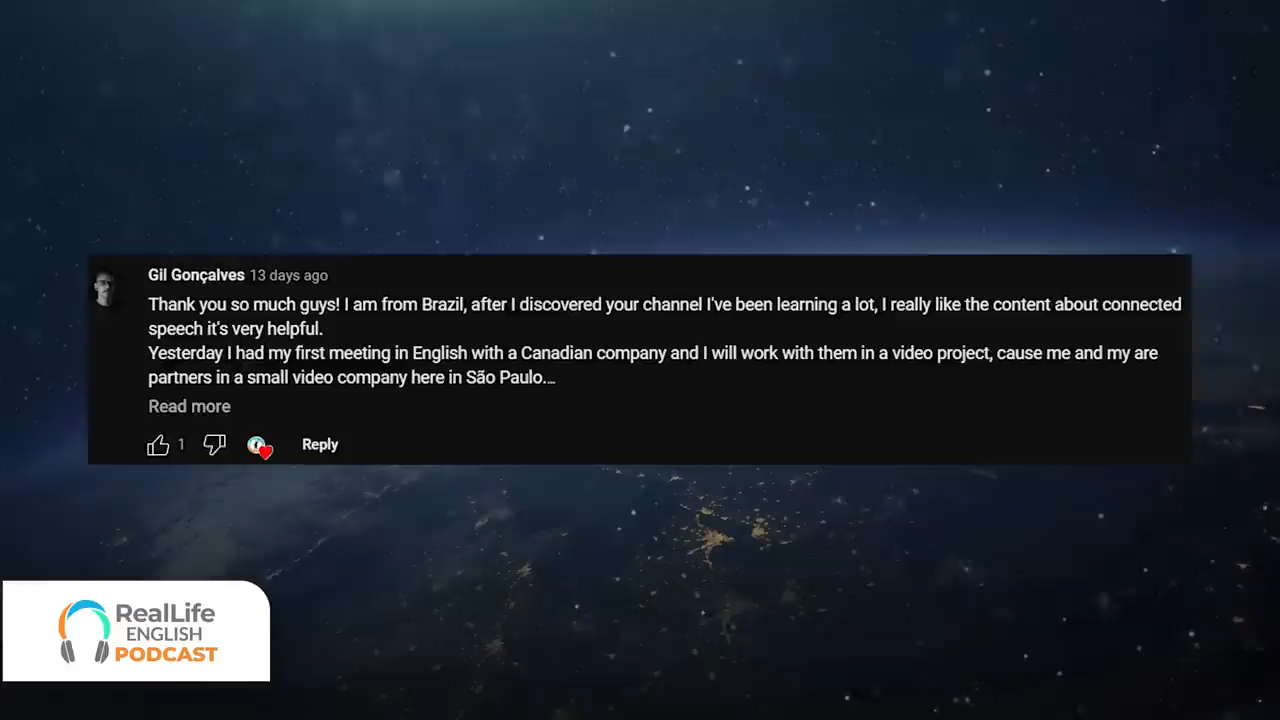 Gil Gonçalves 13 days ago
Thank you so much guys! I am from Brazil, after I discovered your channel I've been learning a lot, I really like the content about connected
speech it's very helpful.
Yesterday I had my first meeting in English with a Canadian company and I will work with them in a video project, cause me and my are
partners in a small video company here in São Paulo...
Read more
1
Reply
RealLife
ENGLISH
PODCAST